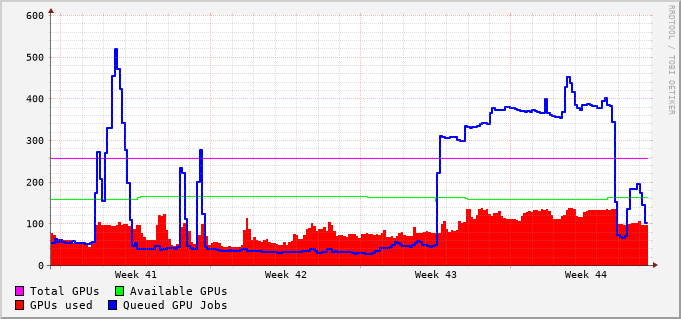 600
500
400
300
200
100
0
Week 41 Week 42 Week 43 Week 44
Total GPUs Available GPUs
GPUs used Queued GPU Jobs
RRDTOOL / TOBI OETIKER